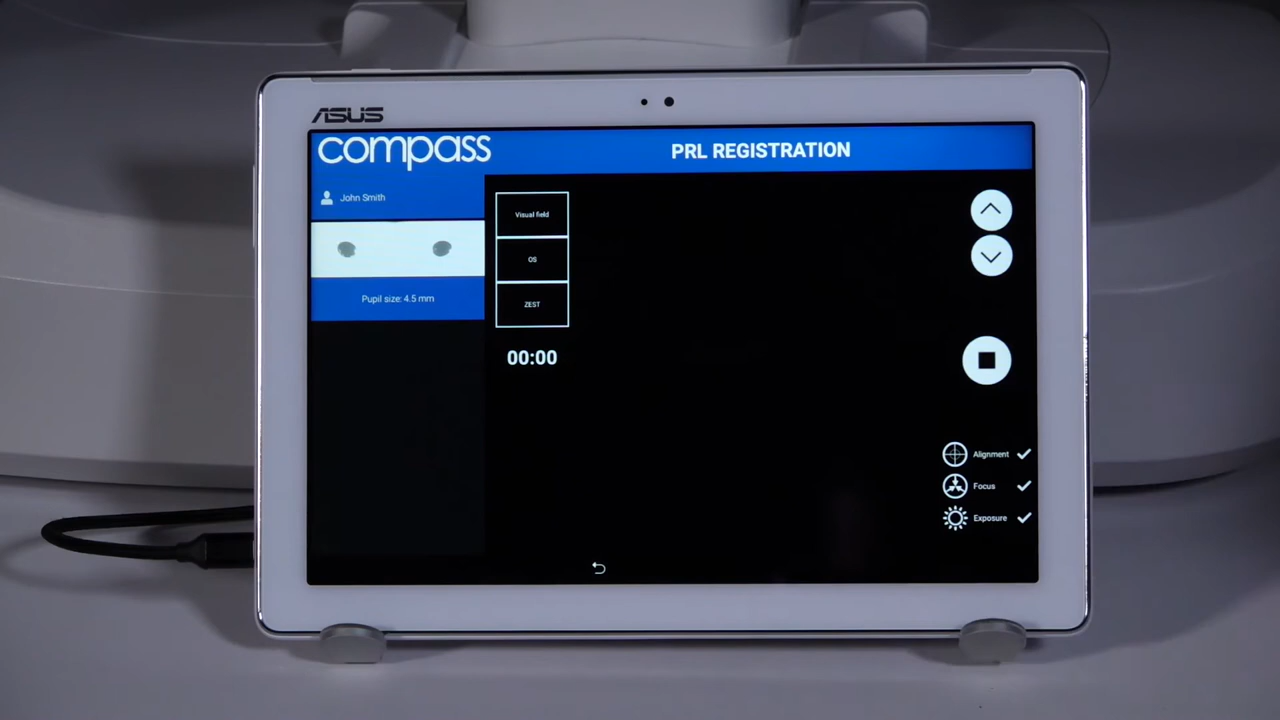 ASUS
compass
PRL REGISTRATION
John Smith
Pupil size: 4.5 mm
Visual field
OS
ZEST
00:00
Alignment
Focus
Exposure